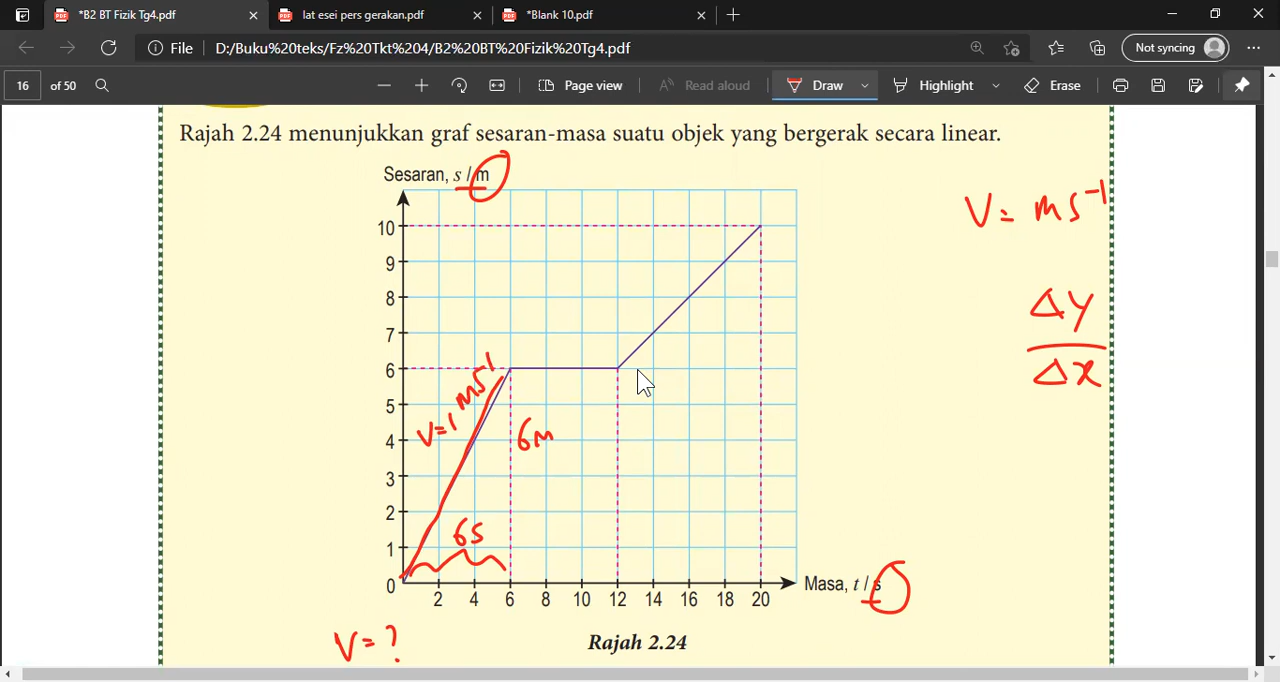 *B2 BT Fizik Tg4.pdf
lat esei pers gerakan.pdf
*Blank 10.pdf
File D:/Buku%20teks/Fz%20Tkt%204/B2%20BT%20Fizik%20Tg4.pdf
Not syncing
16 of 50
Page view
Read aloud
Draw
Highlight
Erase
Rajah 2.24 menunjukkan graf sesaran-masa suatu objek yang bergerak secara linear.
Sesaran, s / m
V = ms⁻¹
10
9
8
7
6
5
4
3
2
1
0
Δy
Δx
V=1 ms⁻¹
6m
6s
2 4 6 8 10 12 14 16 18 20
Masa, t / s
Rajah 2.24
V = ?